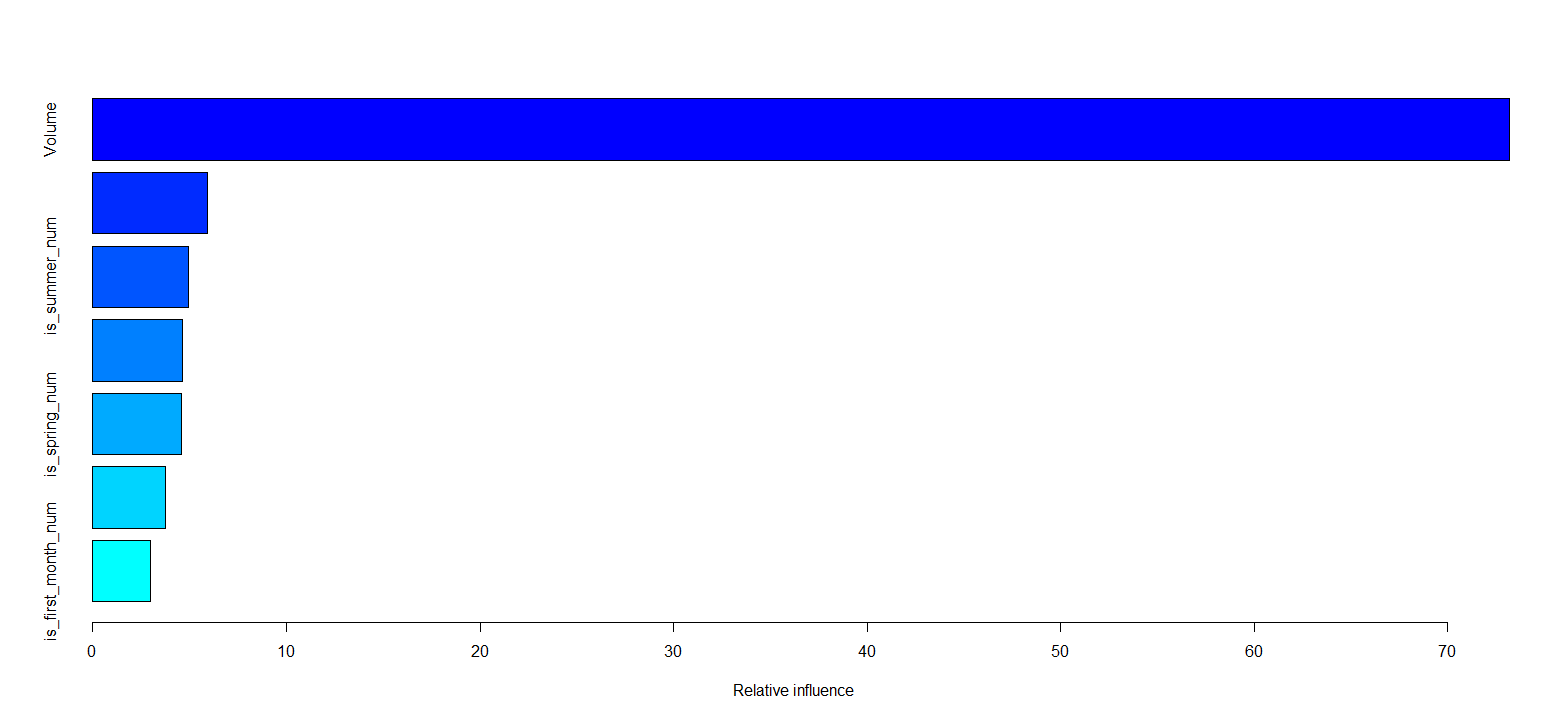 Volume
is_summer_num
is_spring_num
is_first_month_num
0 10 20 30 40 50 60 70
Relative influence